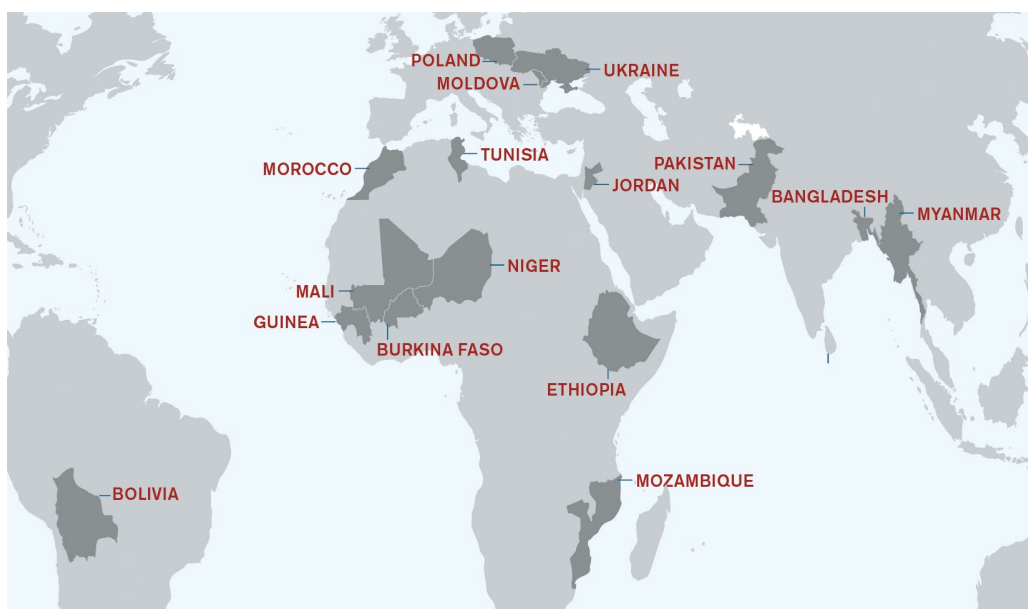 POLAND
UKRAINE
MOLDOVA
TUNISIA
MOROCCO
PAKISTAN
JORDAN
BANGLADESH
MYANMAR
NIGER
MALI
GUINEA
BURKINA FASO
ETHIOPIA
MOZAMBIQUE
BOLIVIA